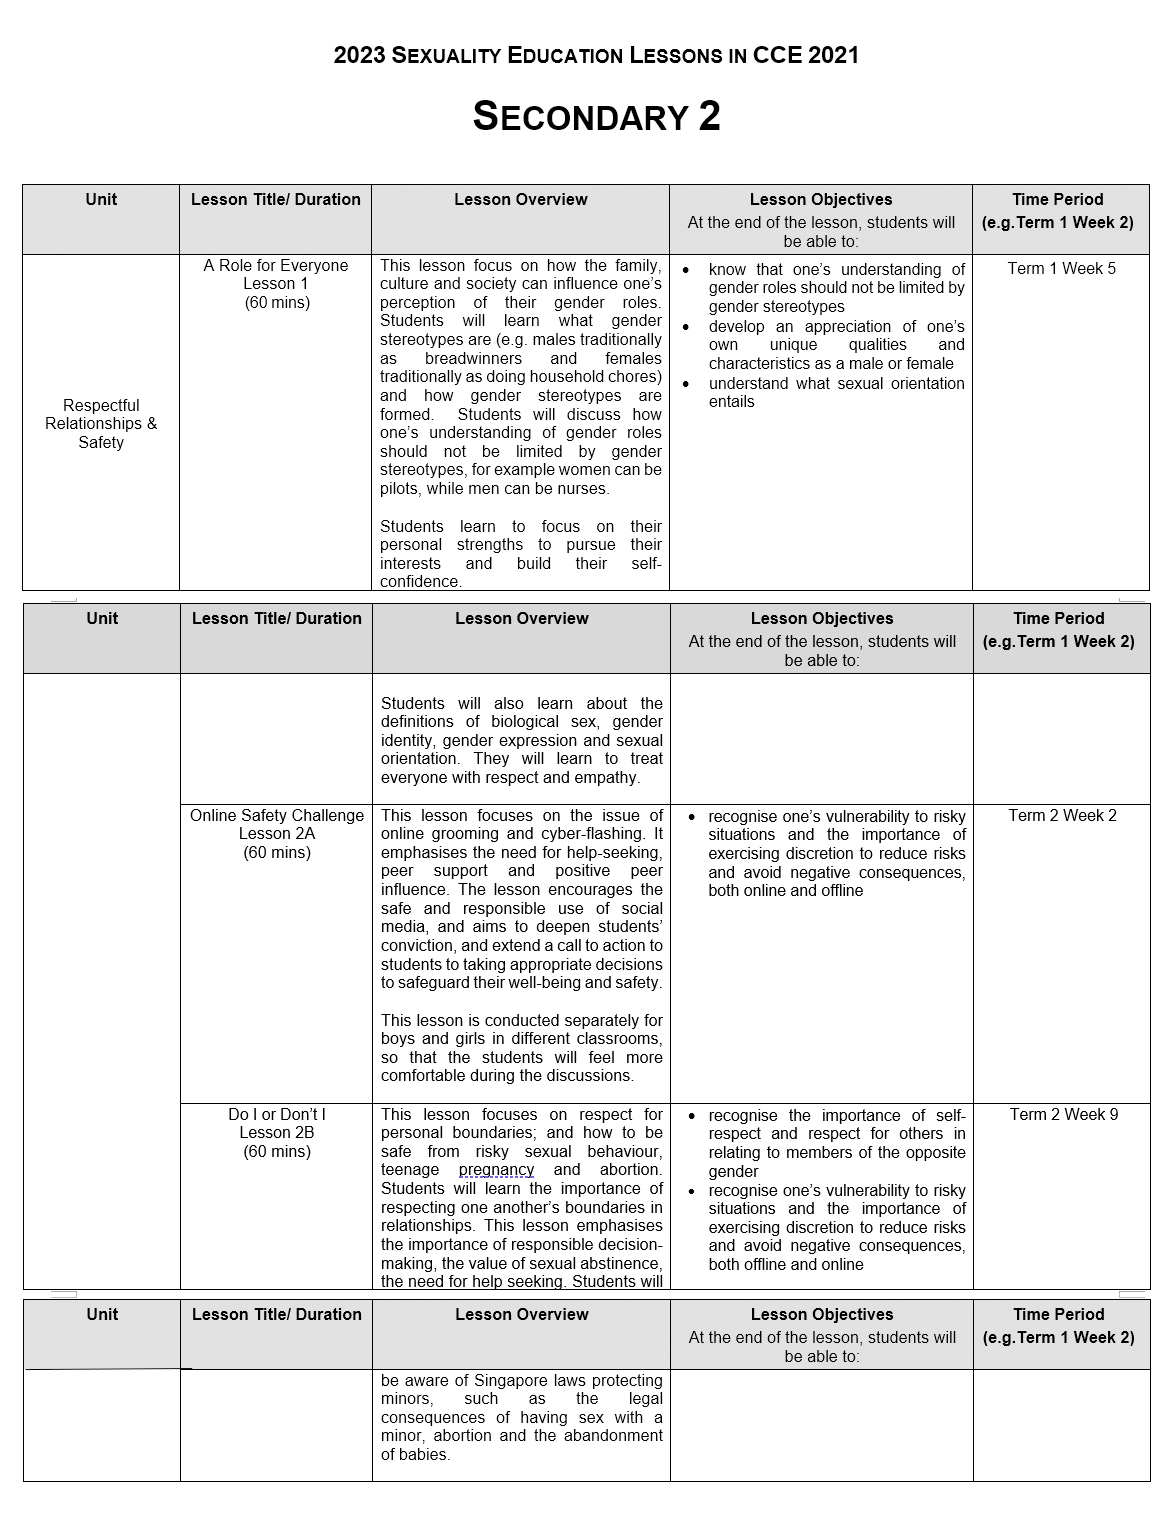 2023 SEXUALITY EDUCATION LESSONS IN CCE 2021
SECONDARY 2
Unit
Lesson Title/ Duration
Lesson Overview
Lesson Objectives
At the end of the lesson, students will
be able to:
Time Period
(e.g.Term 1 Week 2)
Respectful
Relationships &
Safety
A Role for Everyone
Lesson 1
(60 mins)
This lesson focus on how the family,
culture and society can influence one’s
perception of their gender roles.
Students will learn what gender
stereotypes are (e.g. males traditionally
as breadwinners and females
traditionally as doing household chores)
and how gender stereotypes are
formed. Students will discuss how
one’s understanding of gender roles
should not be limited by gender
stereotypes, for example women can be
pilots, while men can be nurses.
Students learn to focus on their
personal strengths to pursue their
interests and build their self-
confidence.
• know that one’s understanding of
gender roles should not be limited by
gender stereotypes
• develop an appreciation of one’s
own unique qualities and
characteristics as a male or female
• understand what sexual orientation
entails
Term 1 Week 5
Unit
Lesson Title/ Duration
Lesson Overview
Lesson Objectives
At the end of the lesson, students will
be able to:
Time Period
(e.g.Term 1 Week 2)
Students will also learn about the
definitions of biological sex, gender
identity, gender expression and sexual
orientation. They will learn to treat
everyone with respect and empathy.
Online Safety Challenge
Lesson 2A
(60 mins)
This lesson focuses on the issue of
online grooming and cyber-flashing. It
emphasises the need for help-seeking,
peer support and positive peer
influence. The lesson encourages the
safe and responsible use of social
media, and aims to deepen students’
conviction, and extend a call to action to
students to taking appropriate decisions
to safeguard their well-being and safety.
This lesson is conducted separately for
boys and girls in different classrooms,
so that the students will feel more
comfortable during the discussions.
• recognise one’s vulnerability to risky
situations and the importance of
exercising discretion to reduce risks
and avoid negative consequences,
both online and offline
Term 2 Week 2
Do I or Don’t I
Lesson 2B
(60 mins)
This lesson focuses on respect for
personal boundaries; and how to be
safe from risky sexual behaviour,
teenage pregnancy and abortion.
Students will learn the importance of
respecting one another’s boundaries in
relationships. This lesson emphasises
the importance of responsible decision-
making, the value of sexual abstinence,
the need for help seeking. Students will
• recognise the importance of self-
respect and respect for others in
relating to members of the opposite
gender
• recognise one’s vulnerability to risky
situations and the importance of
exercising discretion to reduce risks
and avoid negative consequences,
both offline and online
Term 2 Week 9
Unit
Lesson Title/ Duration
Lesson Overview
Lesson Objectives
At the end of the lesson, students will
be able to:
Time Period
(e.g.Term 1 Week 2)
be aware of Singapore laws protecting
minors, such as the legal
consequences of having sex with a
minor, abortion and the abandonment
of babies.